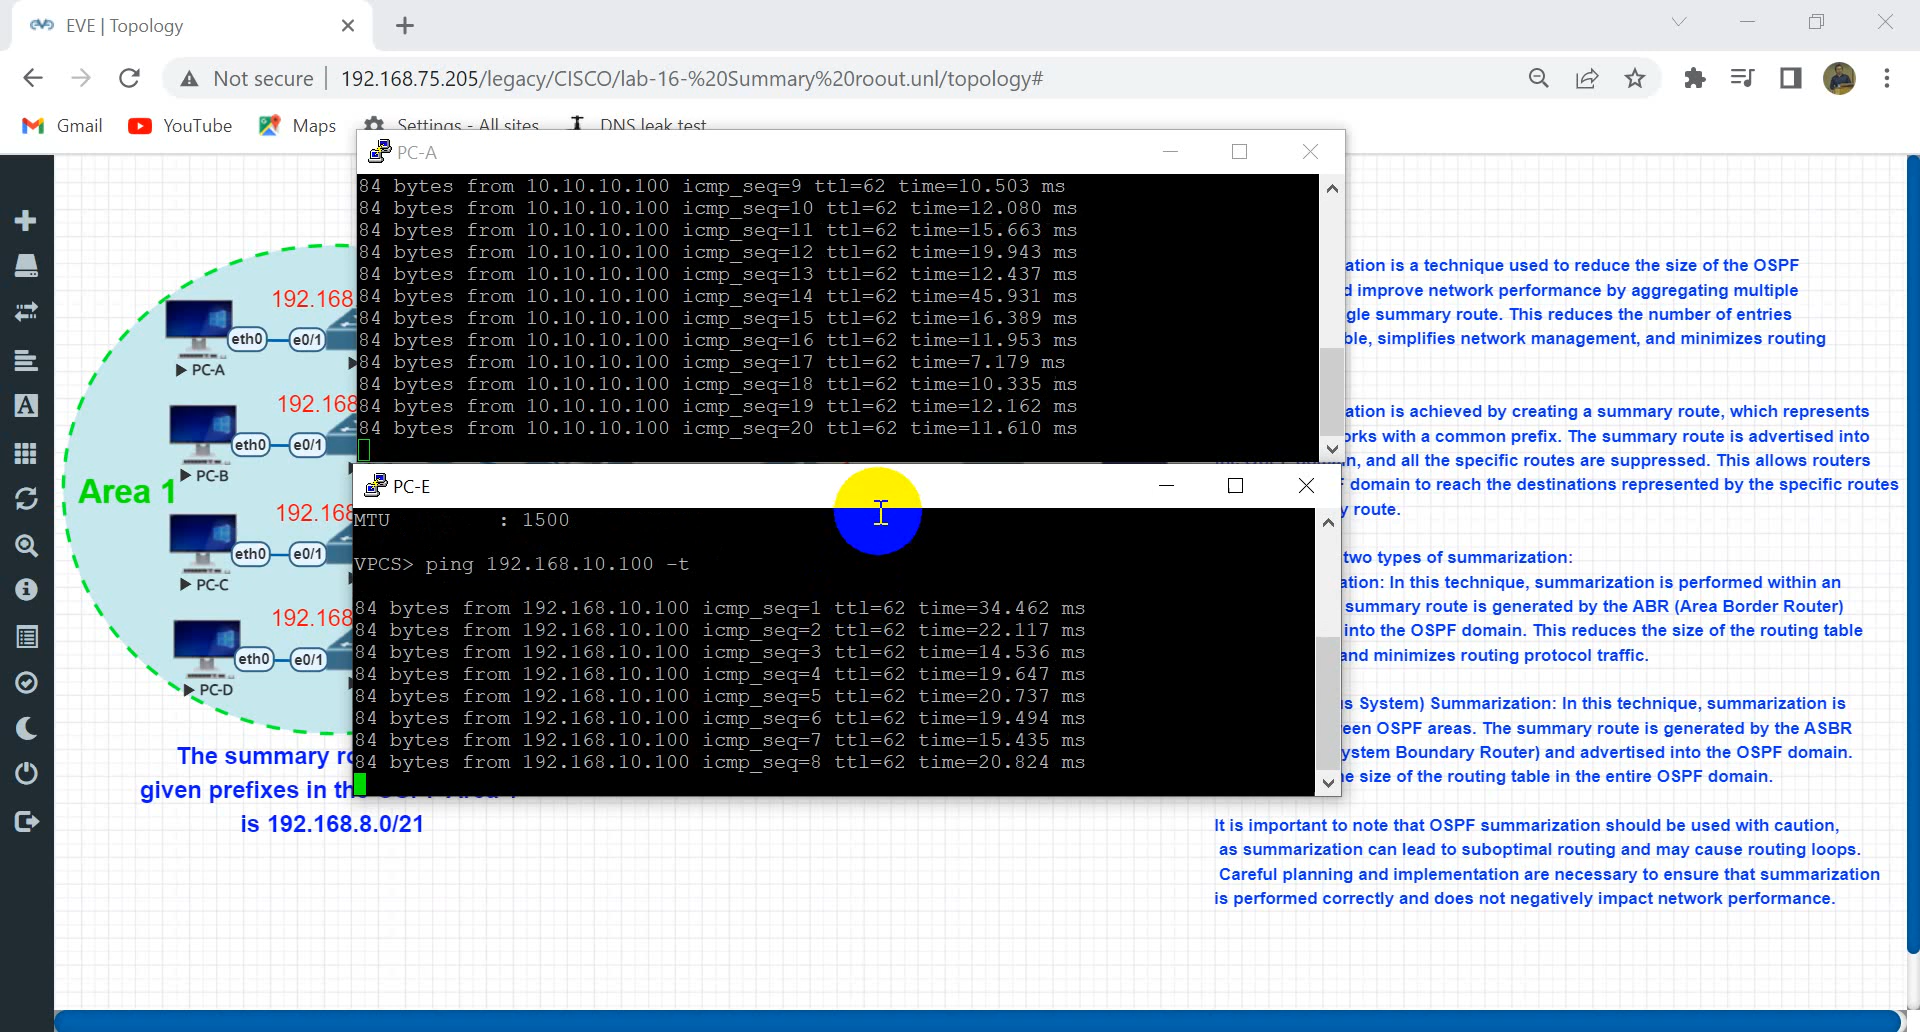 EVE | Topology
Not secure
192.168.75.205/legacy/CISCO/lab-16-%20Summary%20roout.unl/topology#
Gmail
YouTube
Maps
Settings - All sites
DNS leak test
PC-A
84 bytes from 10.10.10.100 icmp_seq=9 ttl=62 time=10.503 ms
84 bytes from 10.10.10.100 icmp_seq=10 ttl=62 time=12.080 ms
84 bytes from 10.10.10.100 icmp_seq=11 ttl=62 time=15.663 ms
84 bytes from 10.10.10.100 icmp_seq=12 ttl=62 time=19.943 ms
84 bytes from 10.10.10.100 icmp_seq=13 ttl=62 time=12.437 ms
84 bytes from 10.10.10.100 icmp_seq=14 ttl=62 time=45.931 ms
84 bytes from 10.10.10.100 icmp_seq=15 ttl=62 time=16.389 ms
84 bytes from 10.10.10.100 icmp_seq=16 ttl=62 time=11.953 ms
84 bytes from 10.10.10.100 icmp_seq=17 ttl=62 time=7.179 ms
84 bytes from 10.10.10.100 icmp_seq=18 ttl=62 time=10.335 ms
84 bytes from 10.10.10.100 icmp_seq=19 ttl=62 time=12.162 ms
84 bytes from 10.10.10.100 icmp_seq=20 ttl=62 time=11.610 ms
PC-E
MTU : 1500
VPCS> ping 192.168.10.100 -t
84 bytes from 192.168.10.100 icmp_seq=1 ttl=62 time=34.462 ms
84 bytes from 192.168.10.100 icmp_seq=2 ttl=62 time=22.117 ms
84 bytes from 192.168.10.100 icmp_seq=3 ttl=62 time=14.536 ms
84 bytes from 192.168.10.100 icmp_seq=4 ttl=62 time=19.647 ms
84 bytes from 192.168.10.100 icmp_seq=5 ttl=62 time=20.737 ms
84 bytes from 192.168.10.100 icmp_seq=6 ttl=62 time=19.494 ms
84 bytes from 192.168.10.100 icmp_seq=7 ttl=62 time=15.435 ms
84 bytes from 192.168.10.100 icmp_seq=8 ttl=62 time=20.824 ms
192.168
eth0 e0/1
PC-A
192.168
eth0 e0/1
PC-B
Area 1
192.168
eth0 e0/1
PC-C
192.168
eth0 e0/1
PC-D
The summary
given prefixes in
is 192.168.8.0/21
is a technique used to reduce the size of the OSPF
improve network performance by aggregating multiple
summary route. This reduces the number of entries
simplifies network management, and minimizes routing
is achieved by creating a summary route, which represents
with a common prefix. The summary route is advertised into
and all the specific routes are suppressed. This allows routers
domain to reach the destinations represented by the specific routes
route.
two types of summarization:
In this technique, summarization is performed within an
summary route is generated by the ABR (Area Border Router)
into the OSPF domain. This reduces the size of the routing table
and minimizes routing protocol traffic.
System) Summarization: In this technique, summarization is
OSPF areas. The summary route is generated by the ASBR
Boundary Router) and advertised into the OSPF domain.
size of the routing table in the entire OSPF domain.
It is important to note that OSPF summarization should be used with caution,
as summarization can lead to suboptimal routing and may cause routing loops.
Careful planning and implementation are necessary to ensure that summarization
is performed correctly and does not negatively impact network performance.